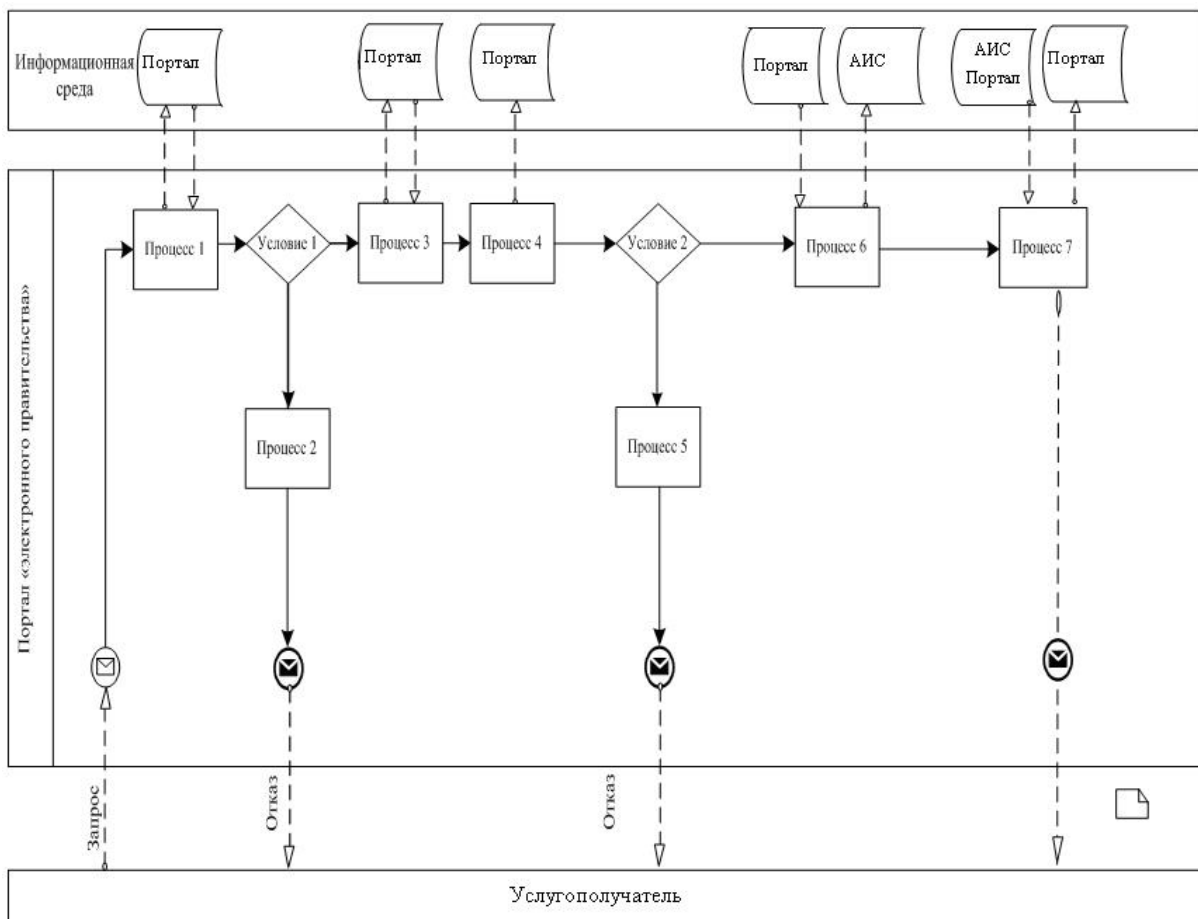 Информационная
среда
Портал
Портал
Портал
Портал
АИС
АИС
Портал
Портал
Портал «электронного правительства»
Процесс 1
Условие 1
Процесс 3
Процесс 4
Условие 2
Процесс 6
Процесс 7
Процесс 2
Процесс 5
Запрос
Отказ
Отказ
Услугополучатель